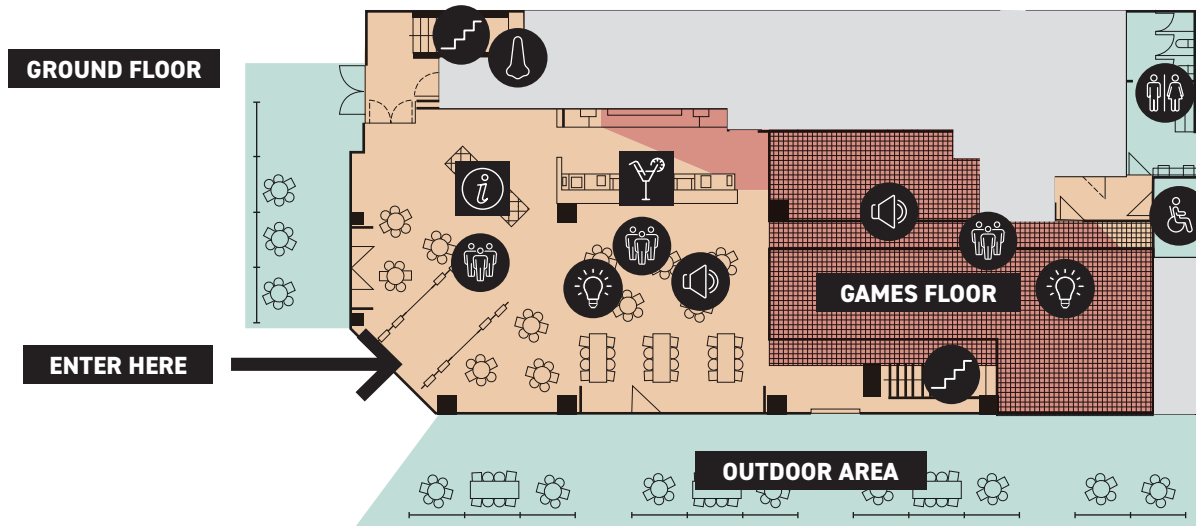 GROUND FLOOR
i
GAMES FLOOR
ENTER HERE
OUTDOOR AREA